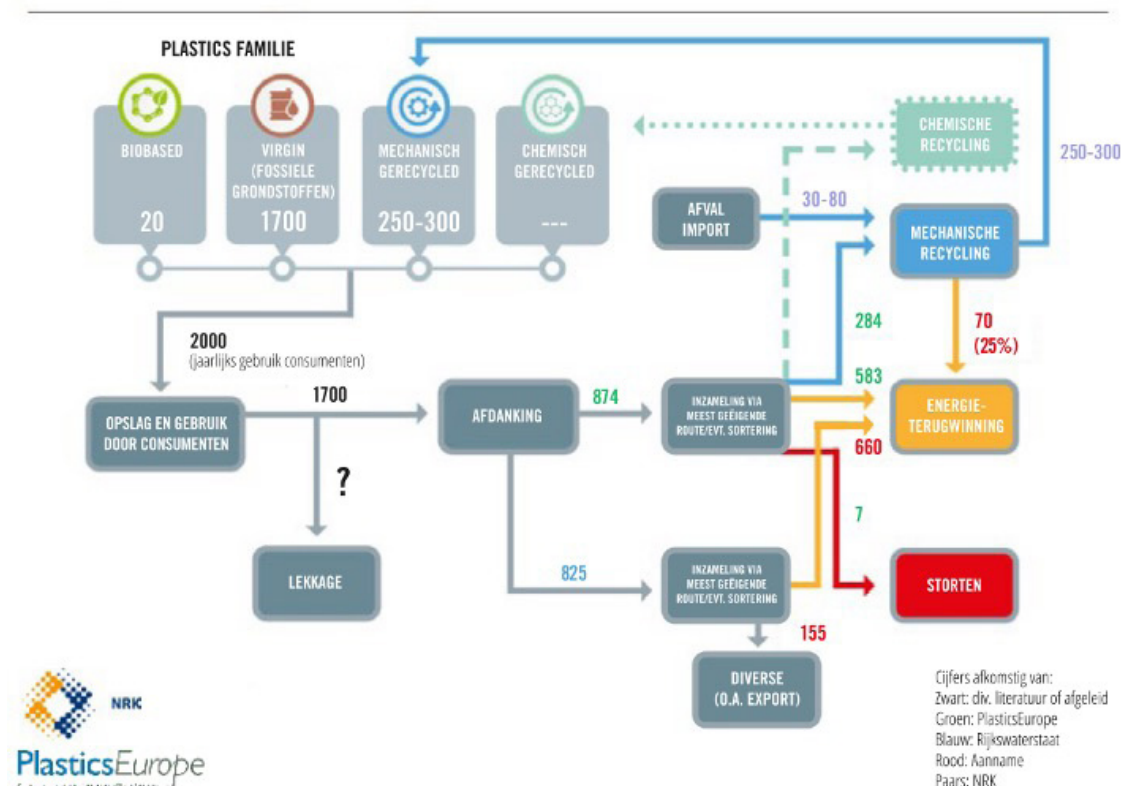 PLASTICS FAMILIE
BIOBASED
20
VIRGIN
(FOSSIELE
GRONDSTOFFEN)
1700
MECHANISCH
GERECYCLED
250-300
CHEMISCH
GERECYCLED
---
CHEMISCHE
RECYCLING
250-300
AFVAL
IMPORT
30-80
MECHANISCHE
RECYCLING
2000
(jaarlijks gebruik consumenten)
284
70
(25%)
OPSLAG EN GEBRUIK
DOOR CONSUMENTEN
1700
AFDANKING
874
INZAMELING VIA
MEEST GEËIGENDE
ROUTE/EVT. SORTERING
583
660
ENERGIE-
TERUGWINNING
?
7
LEKKAGE
825
INZAMELING VIA
MEEST GEËIGENDE
ROUTE/EVT. SORTERING
STORTEN
155
DIVERSE
(O.A. EXPORT)
NRK
PlasticsEurope
Cijfers afkomstig van:
Zwart: div. literatuur of afgeleid
Groen: PlasticsEurope
Blauw: Rijkswaterstaat
Rood: Aanname
Paars: NRK